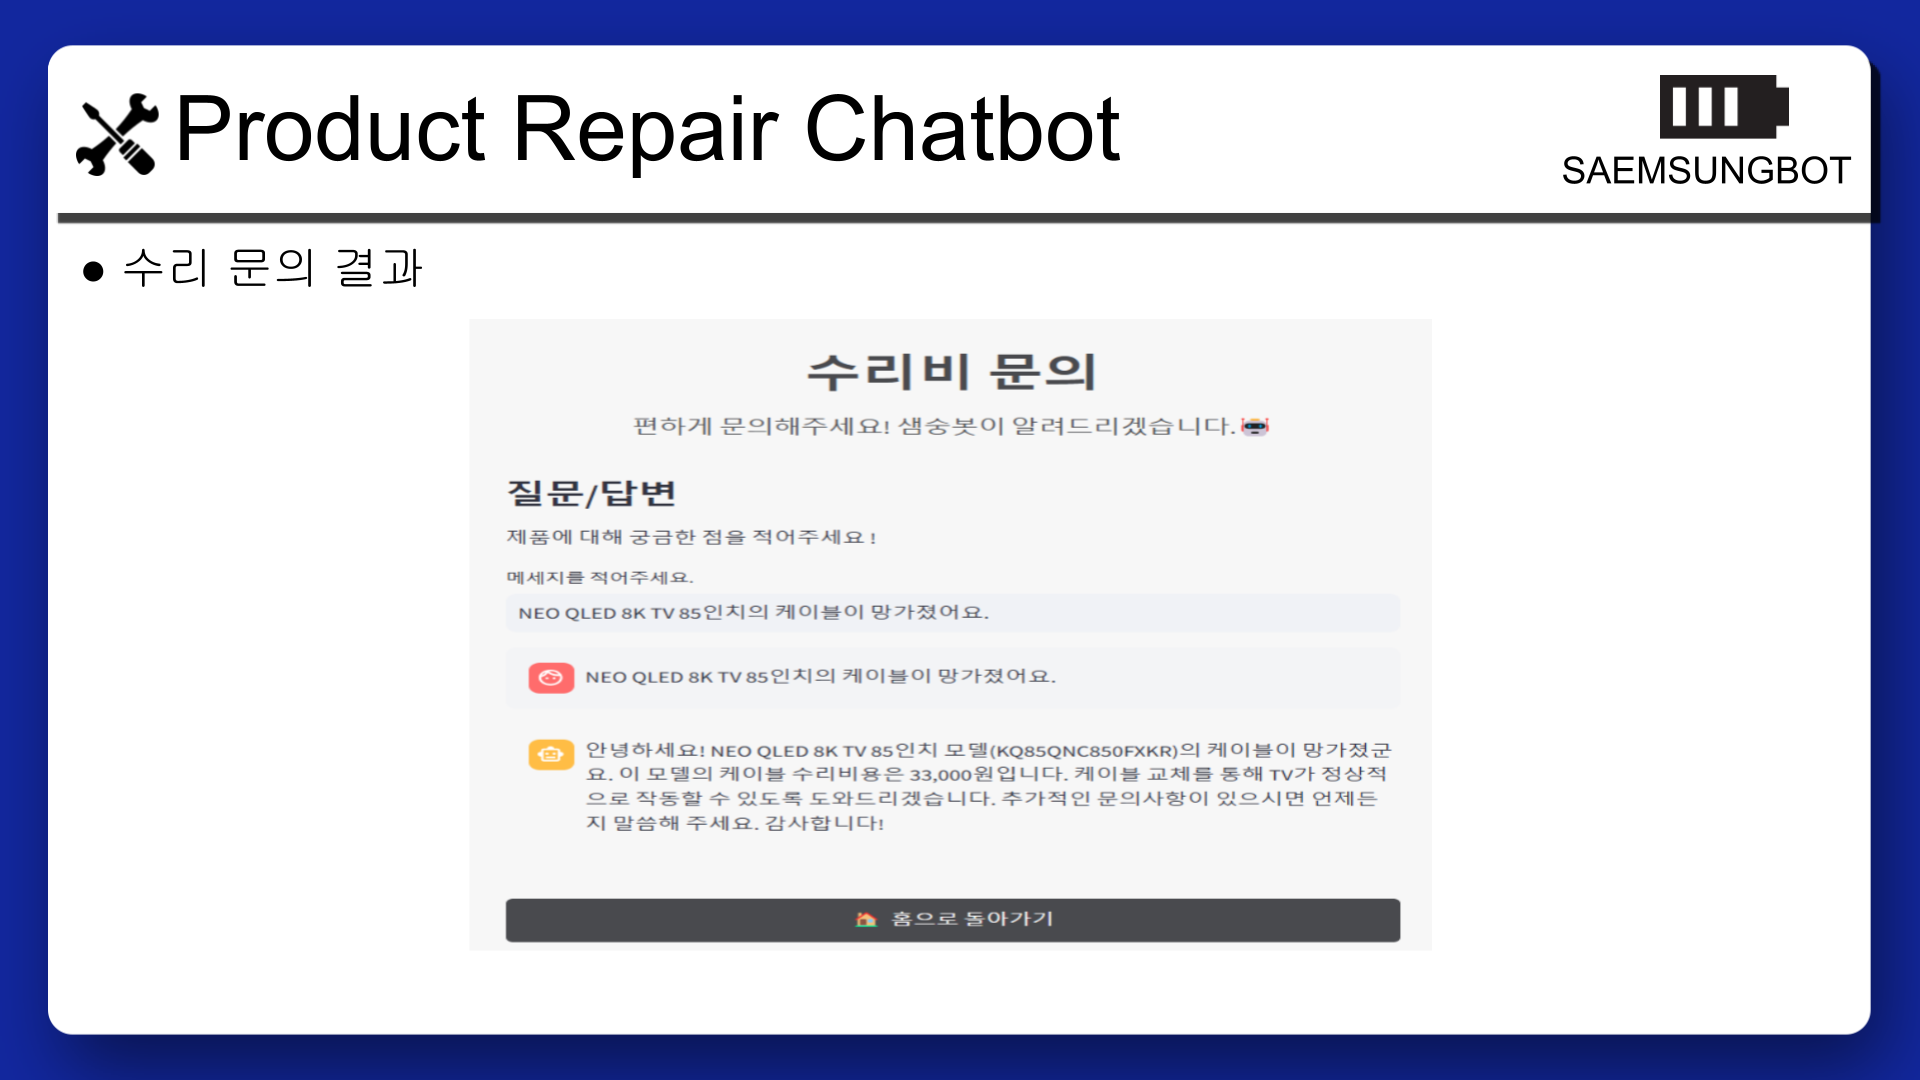 Product Repair Chatbot
SAEMSUNGBOT
● 수리 문의 결과
수리비 문의
편하게 문의해주세요! 샘숭봇이 알려드리겠습니다.
질문/답변
제품에 대해 궁금한 점을 적어주세요 !
메세지를 적어주세요.
NEO QLED 8K TV 85인치의 케이블이 망가졌어요.
NEO QLED 8K TV 85인치의 케이블이 망가졌어요.
안녕하세요! NEO QLED 8K TV 85인치 모델(KQ85QNC850FXKR)의 케이블이 망가졌군
요. 이 모델의 케이블 수리비용은 33,000원입니다. 케이블 교체를 통해 TV가 정상적
으로 작동할 수 있도록 도와드리겠습니다. 추가적인 문의사항이 있으시면 언제든
지 말씀해 주세요. 감사합니다!
홈으로 돌아가기